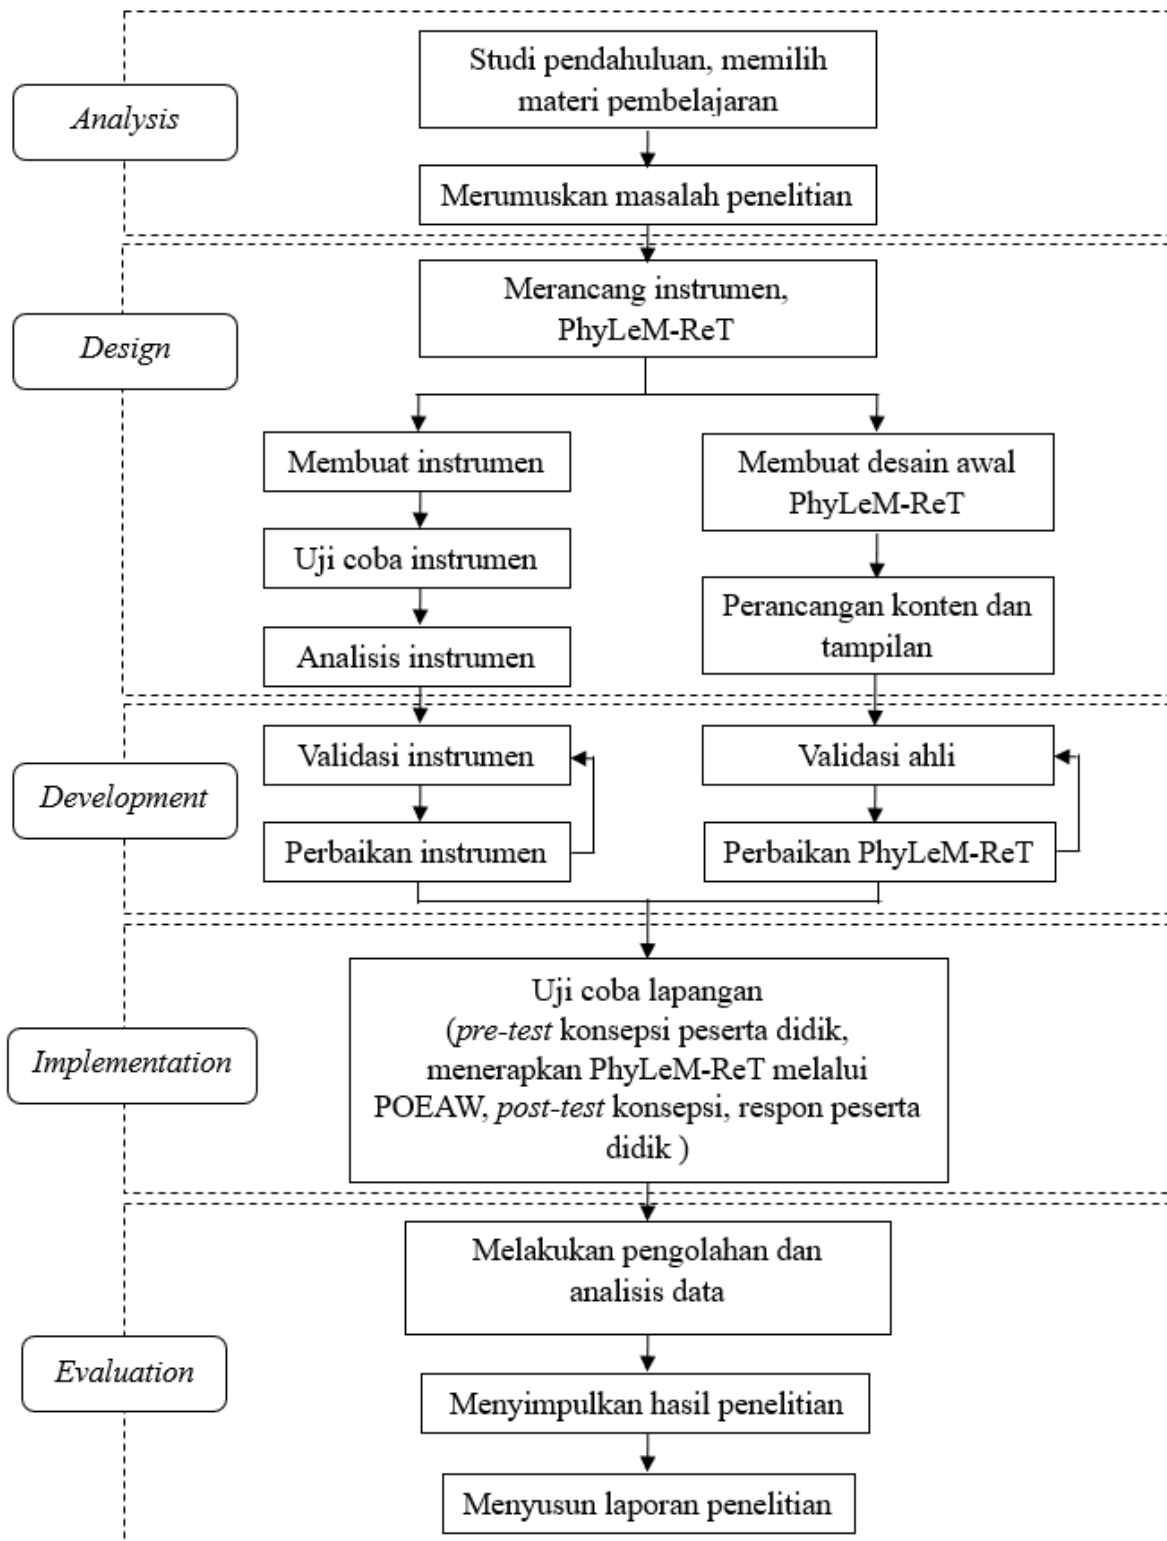 Analysis
Studi pendahuluan, memilih
materi pembelajaran
Merumuskan masalah penelitian
Design
Merancang instrumen,
PhyLeM-ReT
Membuat instrumen
Uji coba instrumen
Analisis instrumen
Membuat desain awal
PhyLeM-ReT
Perancangan konten dan
tampilan
Development
Validasi instrumen
Perbaikan instrumen
Validasi ahli
Perbaikan PhyLeM-ReT
Implementation
Uji coba lapangan
(pre-test konsepsi peserta didik,
menerapkan PhyLeM-ReT melalui
POEAW, post-test konsepsi, respon peserta
didik )
Evaluation
Melakukan pengolahan dan
analisis data
Menyimpulkan hasil penelitian
Menyusun laporan penelitian